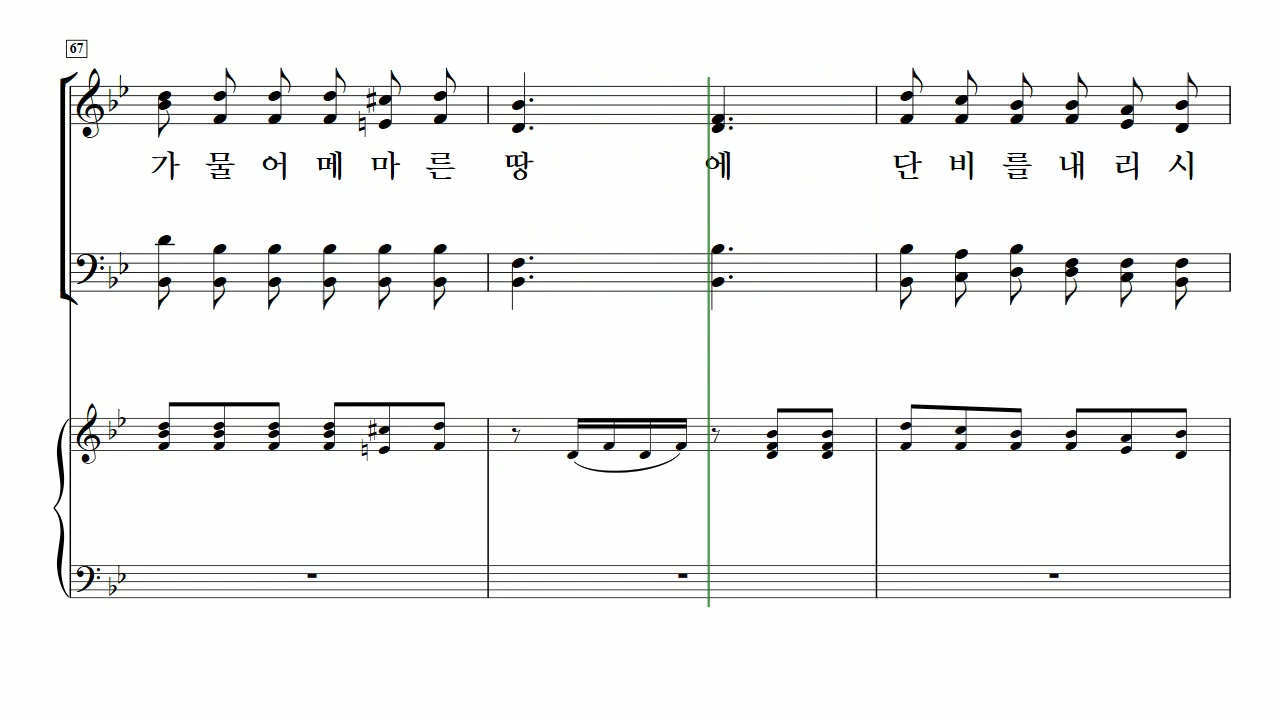 67
가 물 어 메 마 른 땅 에 단 비 를 내 리 시